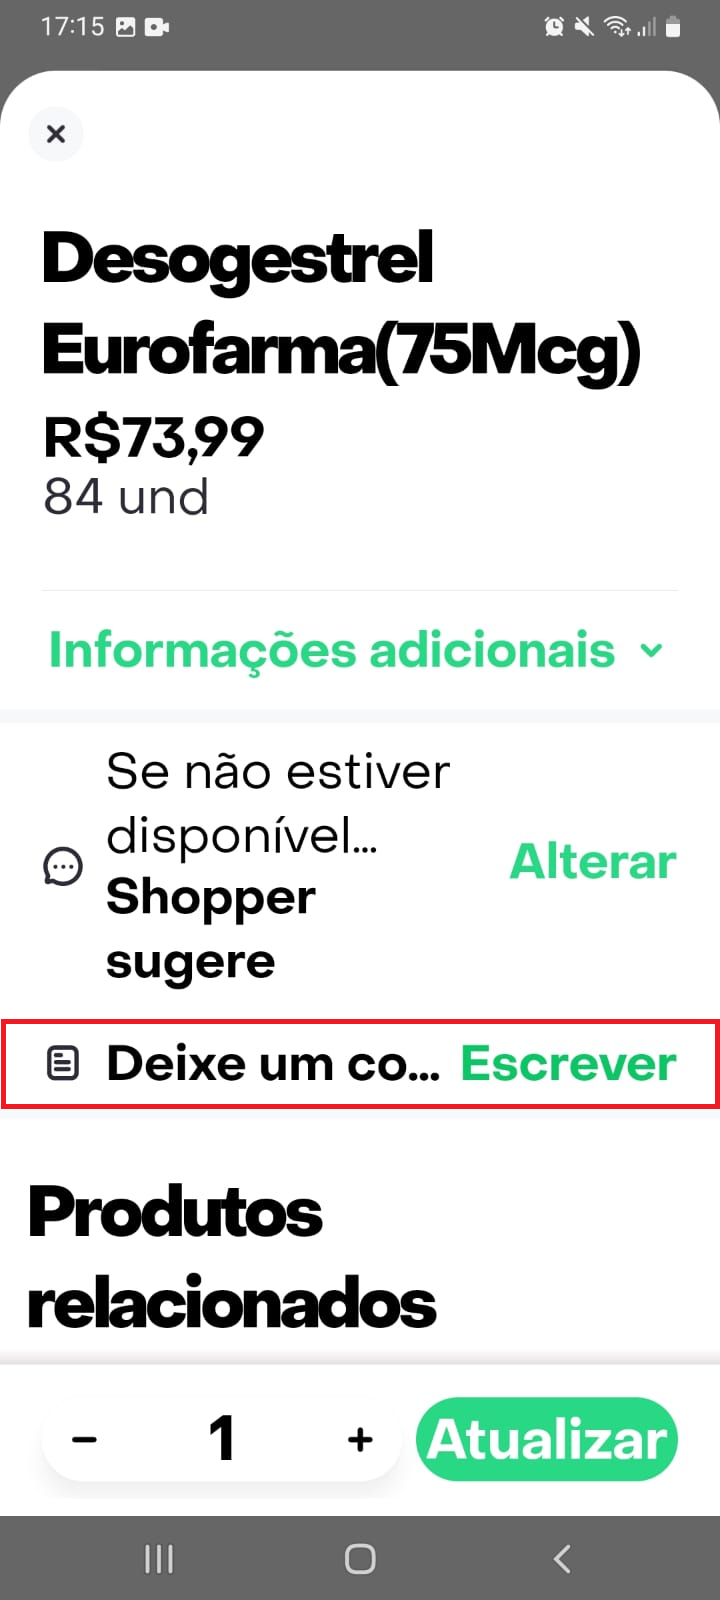 17:15
Desogestrel
Eurofarma(75Mcg)
R$73,99
84 und
Informações adicionais
Se não estiver
disponível...
Shopper
sugere
Alterar
Deixe um co... Escrever
Produtos
relacionados
− 1 + Atualizar